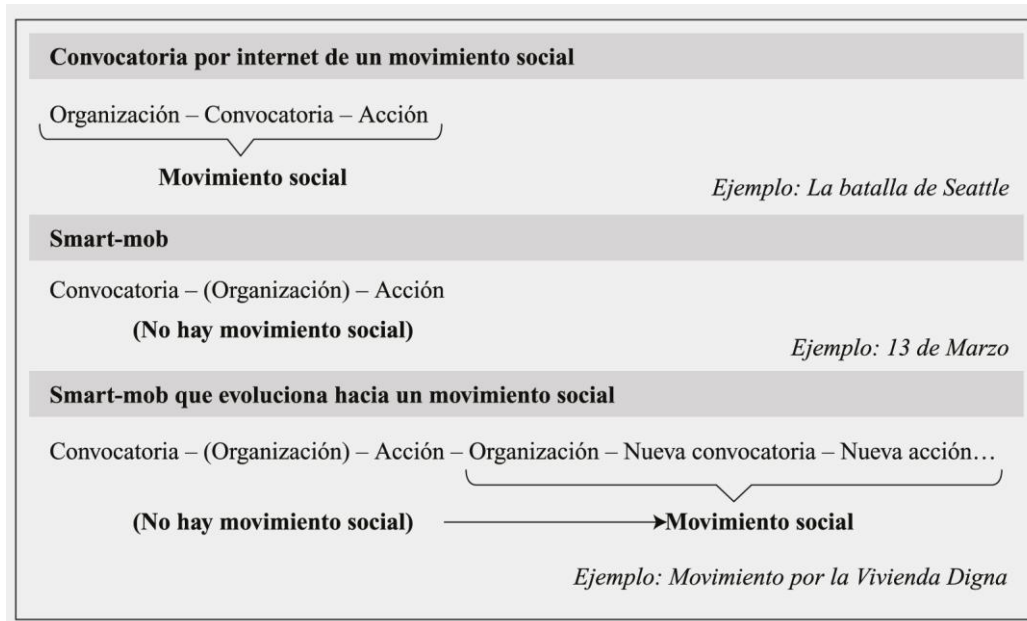 Convocatoria por internet de un movimiento social
Organización – Convocatoria – Acción
Movimiento social
Ejemplo: La batalla de Seattle
Smart-mob
Convocatoria – (Organización) – Acción
(No hay movimiento social)
Ejemplo: 13 de Marzo
Smart-mob que evoluciona hacia un movimiento social
Convocatoria – (Organización) – Acción – Organización – Nueva convocatoria – Nueva acción…
(No hay movimiento social) Movimiento social
Ejemplo: Movimiento por la Vivienda Digna